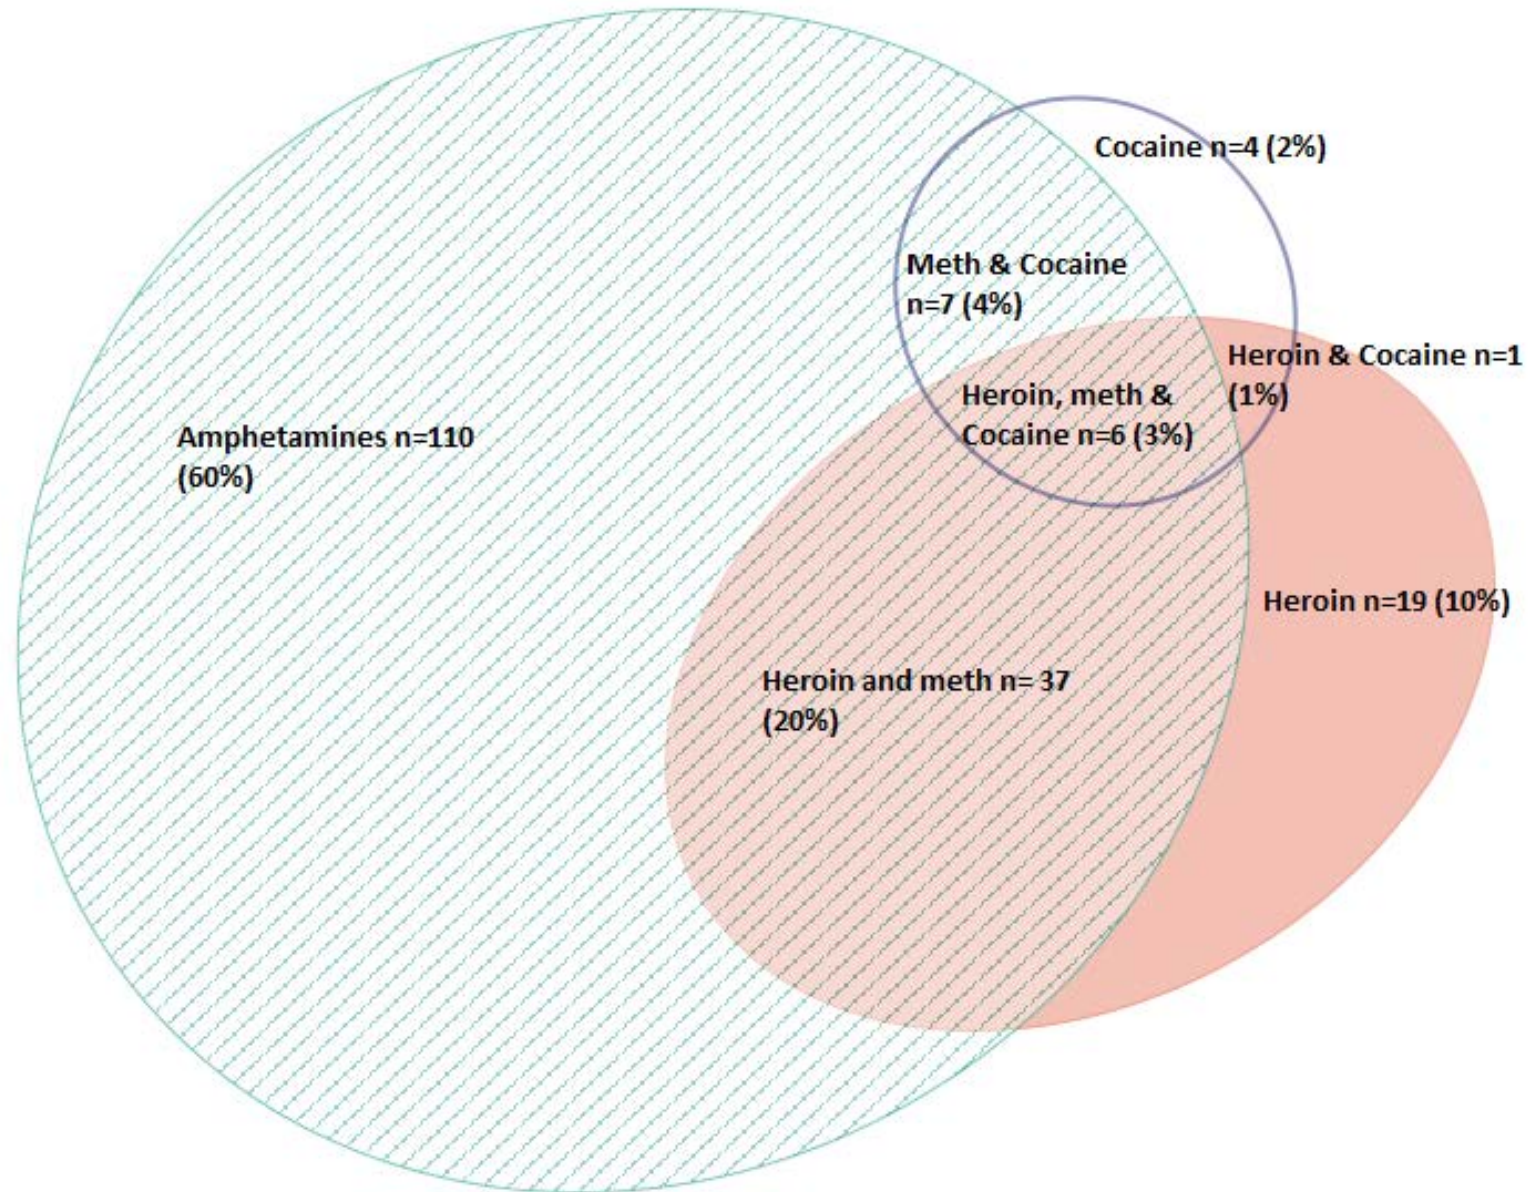 Cocaine n=4 (2%)
Meth & Cocaine
n=7 (4%)
Heroin & Cocaine n=1
(1%)
Heroin, meth &
Cocaine n=6 (3%)
Amphetamines n=110
(60%)
Heroin n=19 (10%)
Heroin and meth n= 37
(20%)